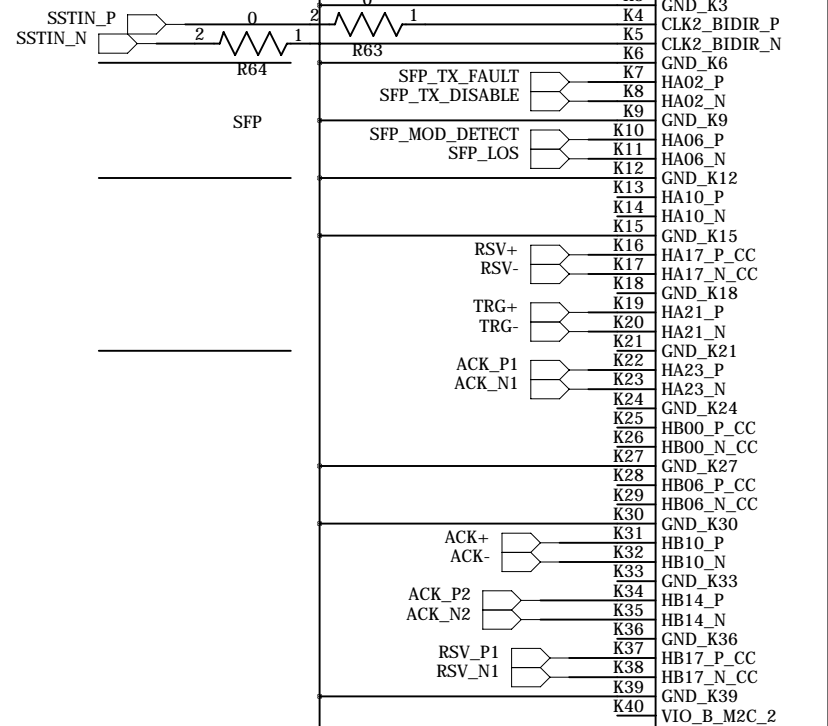 GND_K3
SSTIN_P 0 2 1 K4 CLK2_BIDIR_P
SSTIN_N 2 1 R63 K5 CLK2_BIDIR_N
R64 K6 GND_K6
SFP_TX_FAULT K7 HA02_P
SFP_TX_DISABLE K8 HA02_N
SFP K9 GND_K9
SFP_MOD_DETECT K10 HA06_P
SFP_LOS K11 HA06_N
K12 GND_K12
K13 HA10_P
K14 HA10_N
K15 GND_K15
RSV+ K16 HA17_P_CC
RSV- K17 HA17_N_CC
K18 GND_K18
TRG+ K19 HA21_P
TRG- K20 HA21_N
K21 GND_K21
ACK_P1 K22 HA23_P
ACK_N1 K23 HA23_N
K24 GND_K24
K25 HB00_P_CC
K26 HB00_N_CC
K27 GND_K27
K28 HB06_P_CC
K29 HB06_N_CC
K30 GND_K30
ACK+ K31 HB10_P
ACK- K32 HB10_N
K33 GND_K33
ACK_P2 K34 HB14_P
ACK_N2 K35 HB14_N
K36 GND_K36
RSV_P1 K37 HB17_P_CC
RSV_N1 K38 HB17_N_CC
K39 GND_K39
K40 VIO_B_M2C_2